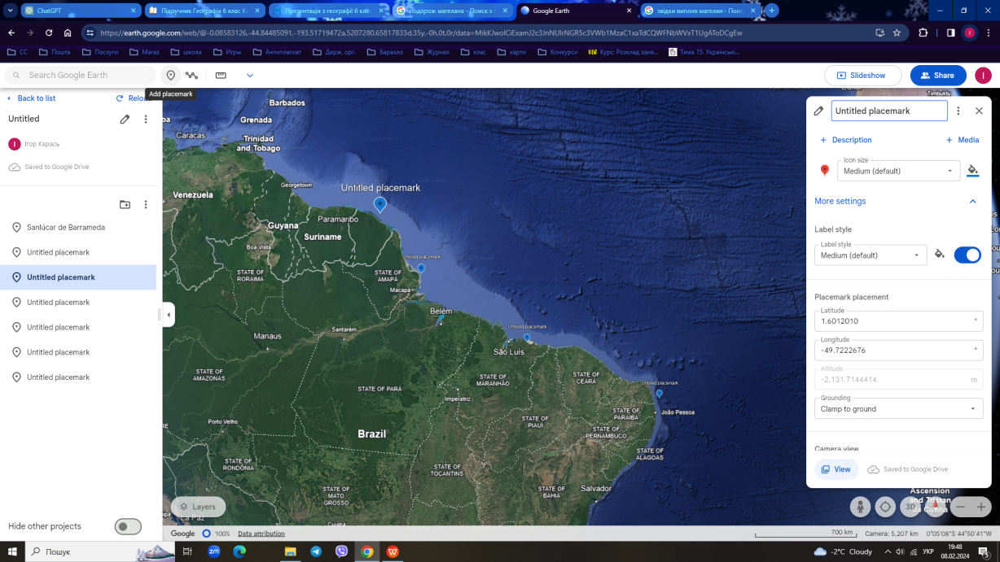 ChatGPT
Підручник Географія 6 клас К
Презентація з географії 6 кл
подорож магелана - Поиск в
Google Earth
звідки виплив магелан - Пои
https://earth.google.com/web/@-0.08583126,-44.84485091,-193.51719472a,5207280.65817833d,35y,-0h,0t,0r/data=MikKJwolCiExamJ2c3JnNUlrNGR5c3VWb1MzaC1xaTdCQWFNbWVxT1UgAToDCgEw
СС
Пошта
Послуги
Магаз
школа
Игры
Антиплагиат
Держ. орг.
Барахло
Журнал
клас
карти
Конкурси
Курс: Розклад заня...
Тема 15. Українські...
Search Google Earth
Slideshow
Share
I
Add placemark
Back to list
Reloa
Untitled
I
Ігор Карась
Saved to Google Drive
Sanlúcar de Barrameda
Untitled placemark
Untitled placemark
Untitled placemark
Untitled placemark
Untitled placemark
Untitled placemark
Hide other projects
Timbuktu
Barbados
Grenada
Caracas
Trinidad
and Tobago
Georgetown
Venezuela
Untitled placemark
Paramaribo
Guyana
Suriname
Boa Vista
Untitled placemark
STATE OF
RORAIMA
STATE OF
AMAPÁ
Macapa
Belém
Santarém
Manaus
Untitled placemark
São Luís
STATE OF
AMAZONAS
STATE OF PARÁ
STATE OF
MARANHÃO
STATE OF
CEARÁ
Untitled placemark
Imperatriz
João Pessoa
STATE OF
PARAÍBA
Porto Velho
STATE OF
PIAUÍ
STATE OF
PERNAMBUCO
Brazil
STATE OF
ALAGOAS
STATE OF
RONDÔNIA
STATE OF
TOCANTINS
STATE OF
MATO
GROSSO
STATE OF
BAHIA
Salvador
La Paz
Cuiabá
Layers
Untitled placemark
Description
Media
Icon size
Medium (default)
More settings
Label style
Label style
Medium (default)
Placemark placement
Latitude
1.6012010
°
Longitude
-49.7222676
°
Altitude
-2,131.7144414
m
Grounding
Clamp to ground
Camera view
View
Saved to Google Drive
Ascension
and Tristan
da Cunha
3D
Google
100%
Data attribution
700 km
Camera: 5,207 km
0°05'08"S 44°50'41"W
Пошук
-2°C Cloudy
УКР
19:48
08.02.2024